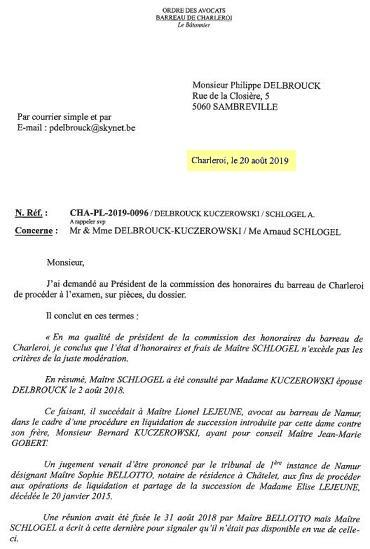 ORDRE DES AVOCATS
BARREAU DE CHARLEROI
Le Bâtonnier
Monsieur Philippe DELBROUCK
Rue de la Closière, 5
5060 SAMBREVILLE
Par courrier simple et par
E-mail : pdelbrouck@skynet.be
Charleroi, le 20 août 2019
N. Réf. : CHA-PL-2019-0096 / DELBROUCK KUCZEROWSKI / SCHLOGEL A.
A rappeler svp
Concerne : Mr & Mme DELBROUCK-KUCZEROWSKI / Me Arnaud SCHLOGEL
Monsieur,
J'ai demandé au Président de la commission des honoraires du barreau de Charleroi
de procéder à l'examen, sur pièces, du dossier.
Il conclut en ces termes :
« En ma qualité de président de la commission des honoraires du barreau de
Charleroi, je conclus que l'état d'honoraires et frais de Maître SCHLOGEL n'excède pas les
critères de la juste modération.
En résumé, Maître SCHLOGEL a été consulté par Madame KUCZEROWSKI épouse
DELBROUCK le 2 août 2018.
Ce faisant, il succédait à Maître Lionel LEJEUNE, avocat au barreau de Namur,
dans le cadre d'une procédure en liquidation de succession introduite par cette dame contre
son frère, Monsieur Bernard KUCZEROWSKI, ayant pour conseil Maître Jean-Marie
GOBERT.
Un jugement venait d'être prononcé par le tribunal de 1ère instance de Namur
désignant Maître Sophie BELLOTTO, notaire de résidence à Châtelet, aux fins de procéder
aux opérations de liquidation et partage de la succession de Madame Elise LEJEUNE,
décédée le 20 janvier 2015.
Une réunion avait été fixée le 31 août 2018 par Maître BELLOTTO mais Maître
SCHLOGEL a écrit à cette dernière pour signaler qu'il n'était pas disponible en vue de celle-
ci.